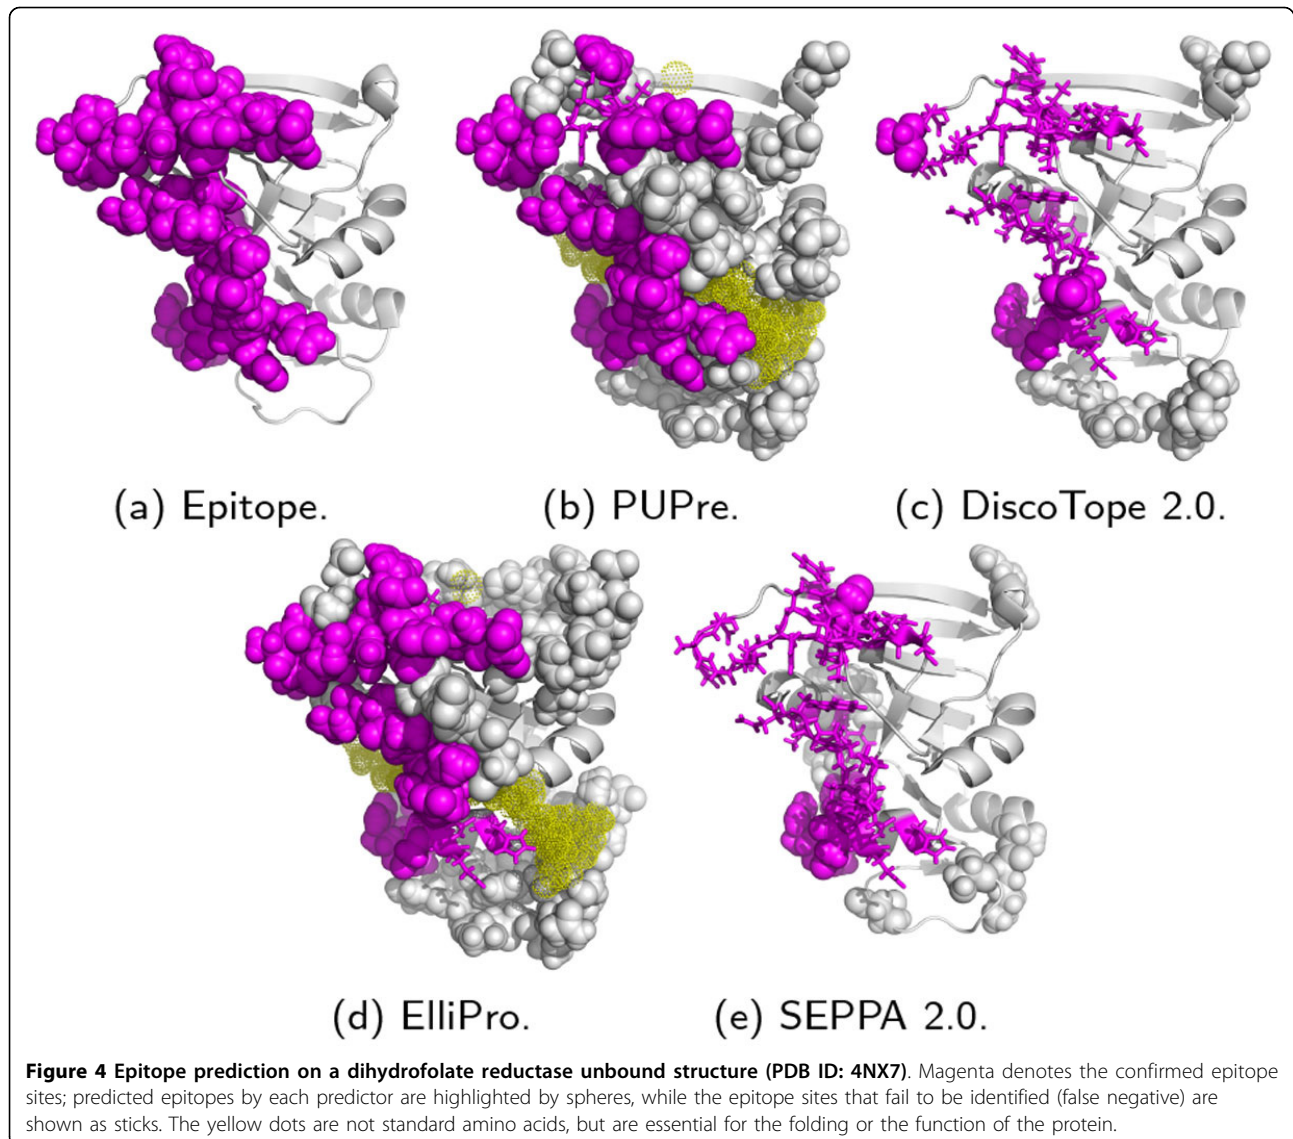 (a) Epitope.
(b) PUPre.
(c) DiscoTope 2.0.
(d) ElliPro.
(e) SEPPA 2.0.
Figure 4 Epitope prediction on a dihydrofolate reductase unbound structure (PDB ID: 4NX7). Magenta denotes the confirmed epitope
sites; predicted epitopes by each predictor are highlighted by spheres, while the epitope sites that fail to be identified (false negative) are
shown as sticks. The yellow dots are not standard amino acids, but are essential for the folding or the function of the protein.